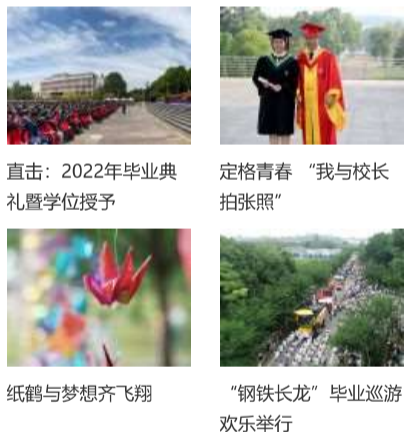 直击：2022年毕业典
礼暨学位授予
定格青春 “我与校长
拍张照”
纸鹤与梦想齐飞翔
“钢铁长龙”毕业巡游
欢乐举行